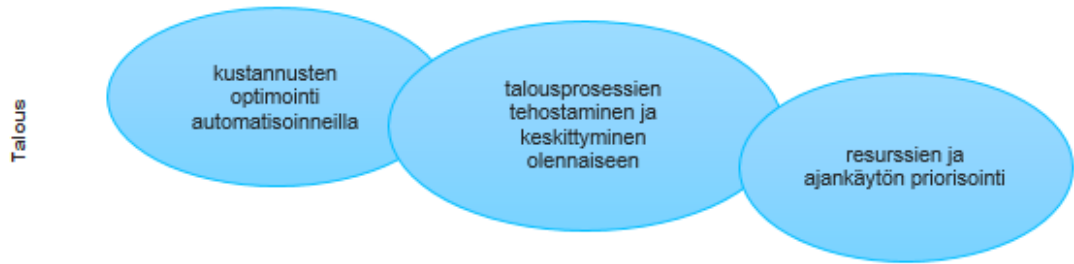 Talous
kustannusten
optimointi
automatisoinneilla
talousprosessien
tehostaminen ja
keskittyminen
olennaiseen
resurssien ja
ajankäytön priorisointi